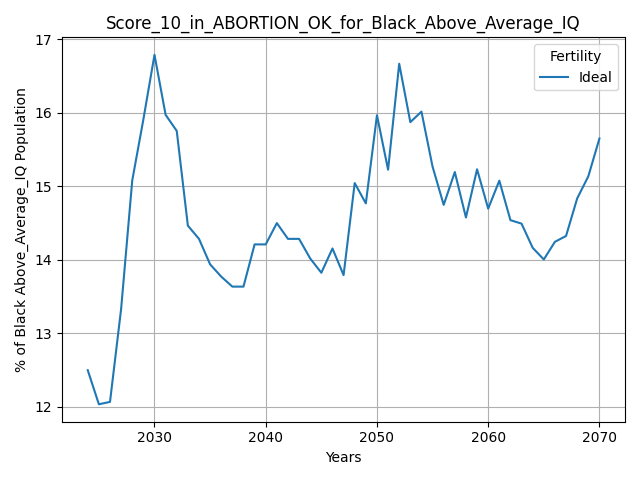 Score_10_in_ABORTION_OK_for_Black_Above_Average_IQ
% of Black Above_Average_IQ Population
17
16
15
14
13
12
Fertility
Ideal
2030 2040 2050 2060 2070
Years